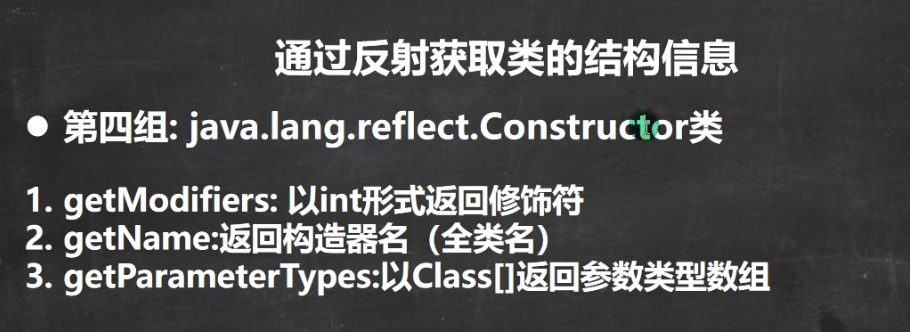 通过反射获取类的结构信息
● 第四组: java.lang.reflect.Constructor类
1. getModifiers: 以int形式返回修饰符
2. getName:返回构造器名（全类名）
3. getParameterTypes:以Class[]返回参数类型数组